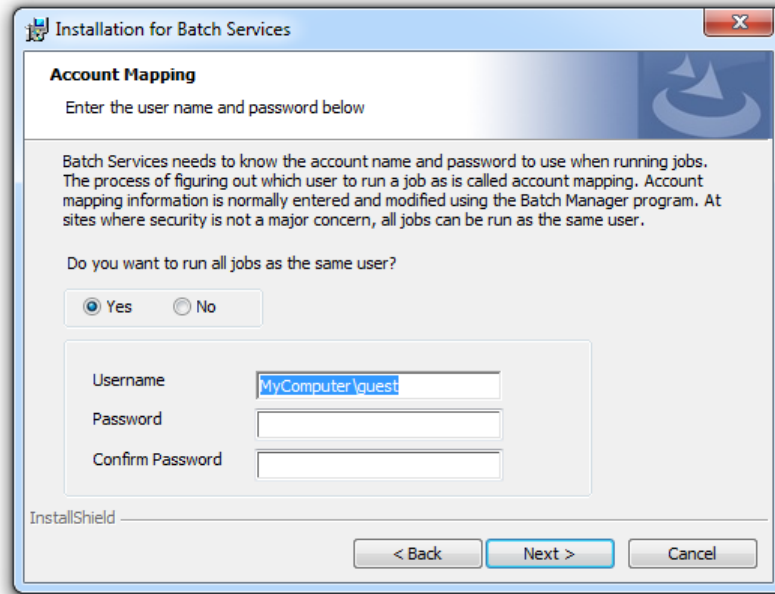 Installation for Batch Services
Account Mapping
Enter the user name and password below
Batch Services needs to know the account name and password to use when running jobs.
The process of figuring out which user to run a job as is called account mapping. Account
mapping information is normally entered and modified using the Batch Manager program. At
sites where security is not a major concern, all jobs can be run as the same user.
Do you want to run all jobs as the same user?
Yes No
Username MyComputer\guest
Password
Confirm Password
InstallShield
< Back Next > Cancel